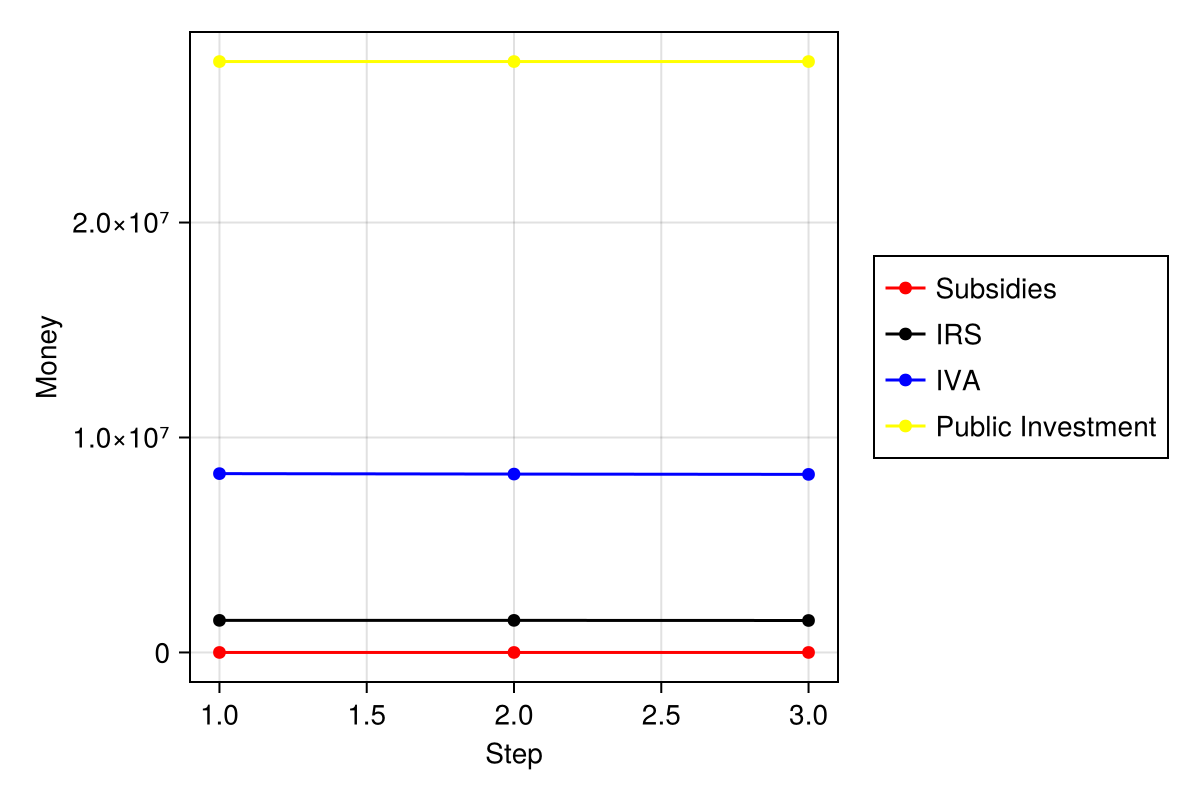 2.0×10⁷
1.0×10⁷
0
Money
1.0 1.5 2.0 2.5 3.0
Step
Subsidies
IRS
IVA
Public Investment